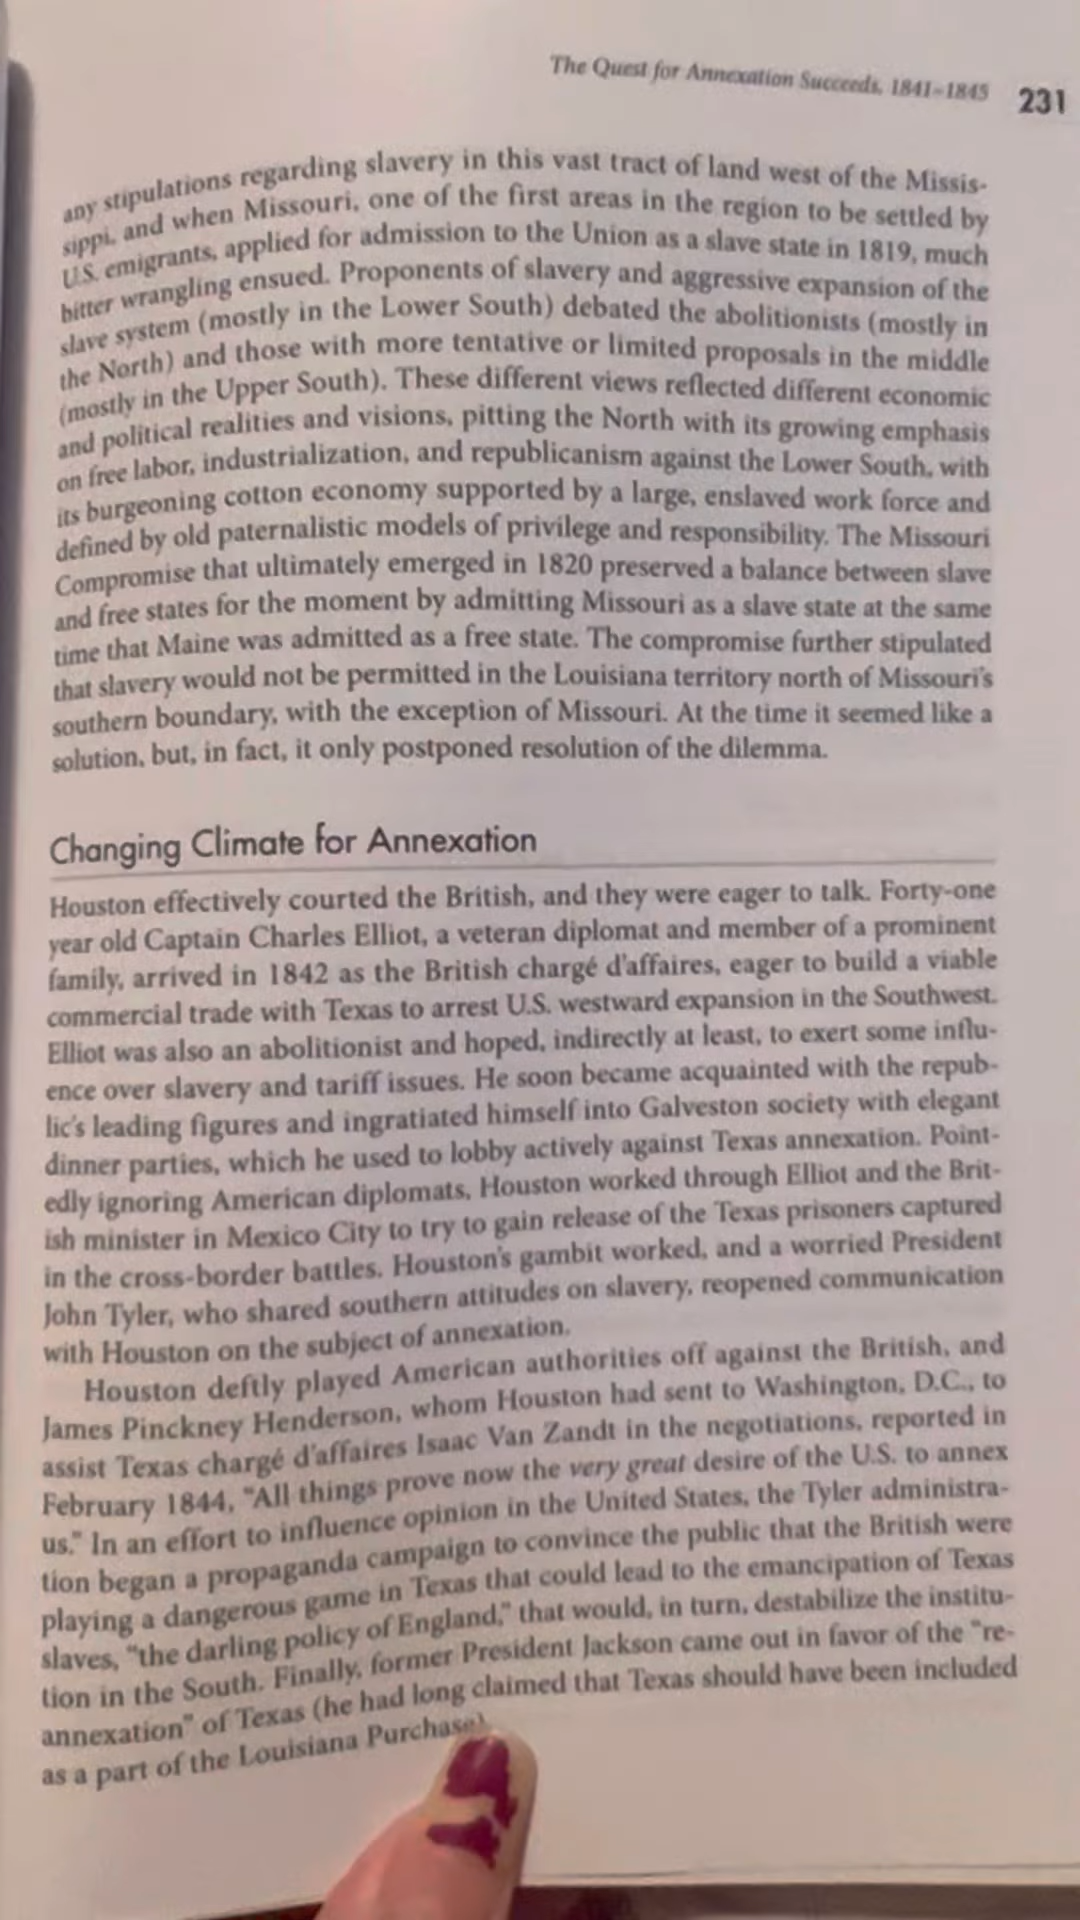 The Quest for Annexation Succeeds, 1841–1845 231
any stipulations regarding slavery in this vast tract of land west of the Missis-
sippi, and when Missouri, one of the first areas in the region to be settled by
U.S. emigrants, applied for admission to the Union as a slave state in 1819, much
bitter wrangling ensued. Proponents of slavery and aggressive expansion of the
slave system (mostly in the Lower South) debated the abolitionists (mostly in
the North) and those with more tentative or limited proposals in the middle
(mostly in the Upper South). These different views reflected different economic
and political realities and visions, pitting the North with its growing emphasis
on free labor, industrialization, and republicanism against the Lower South, with
its burgeoning cotton economy supported by a large, enslaved work force and
defined by old paternalistic models of privilege and responsibility. The Missouri
Compromise that ultimately emerged in 1820 preserved a balance between slave
and free states for the moment by admitting Missouri as a slave state at the same
time that Maine was admitted as a free state. The compromise further stipulated
that slavery would not be permitted in the Louisiana territory north of Missouri's
southern boundary, with the exception of Missouri. At the time it seemed like a
solution, but, in fact, it only postponed resolution of the dilemma.
Changing Climate for Annexation
Houston effectively courted the British, and they were eager to talk. Forty-one
year old Captain Charles Elliot, a veteran diplomat and member of a prominent
family, arrived in 1842 as the British chargé d'affaires, eager to build a viable
commercial trade with Texas to arrest U.S. westward expansion in the Southwest.
Elliot was also an abolitionist and hoped, indirectly at least, to exert some influ-
ence over slavery and tariff issues. He soon became acquainted with the repub-
lic's leading figures and ingratiated himself into Galveston society with elegant
dinner parties, which he used to lobby actively against Texas annexation. Point-
edly ignoring American diplomats, Houston worked through Elliot and the Brit-
ish minister in Mexico City to try to gain release of the Texas prisoners captured
in the cross-border battles. Houston's gambit worked, and a worried President
John Tyler, who shared southern attitudes on slavery, reopened communication
with Houston on the subject of annexation.
Houston deftly played American authorities off against the British, and
James Pinckney Henderson, whom Houston had sent to Washington, D.C., to
assist Texas chargé d'affaires Isaac Van Zandt in the negotiations, reported in
February 1844, "All things prove now the very great desire of the U.S. to annex
us." In an effort to influence opinion in the United States, the Tyler administra-
tion began a propaganda campaign to convince the public that the British were
playing a dangerous game in Texas that could lead to the emancipation of Texas
slaves, "the darling policy of England," that would, in turn, destabilize the institu-
tion in the South. Finally, former President Jackson came out in favor of the "re-
annexation" of Texas (he had long claimed that Texas should have been included
as a part of the Louisiana Purchase).